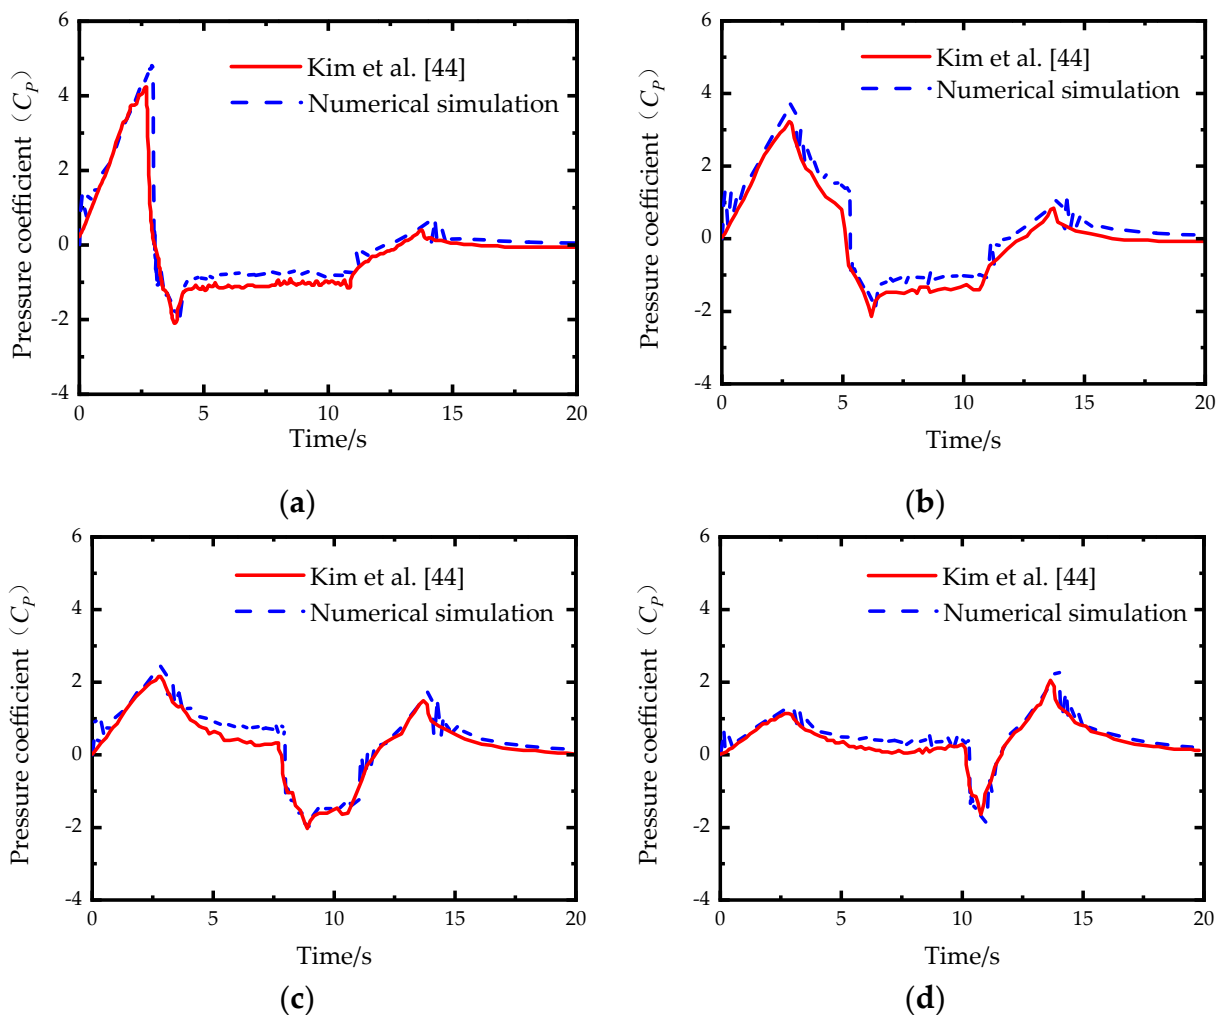 6
4
2
0
-2
-4
Pressure coefficient（CP）
Kim et al. [44]
Numerical simulation
0 5 10 15 20
Time/s
(a)
6
4
2
0
-2
-4
Pressure coefficient（CP）
Kim et al. [44]
Numerical simulation
0 5 10 15 20
Time/s
(b)
6
4
2
0
-2
-4
Pressure coefficient（CP）
Kim et al. [44]
Numerical simulation
0 5 10 15 20
Time/s
(c)
6
4
2
0
-2
-4
Pressure coefficient（CP）
Kim et al. [44]
Numerical simulation
0 5 10 15 20
Time/s
(d)